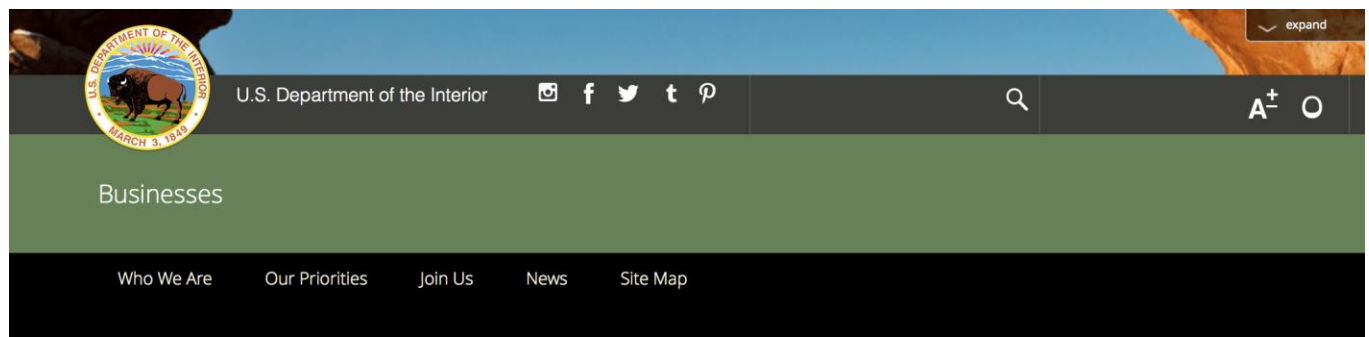 expand
U.S. DEPARTMENT OF THE INTERIOR
MARCH 3, 1849
U.S. Department of the Interior
A+-
Businesses
Who We Are Our Priorities Join Us News Site Map